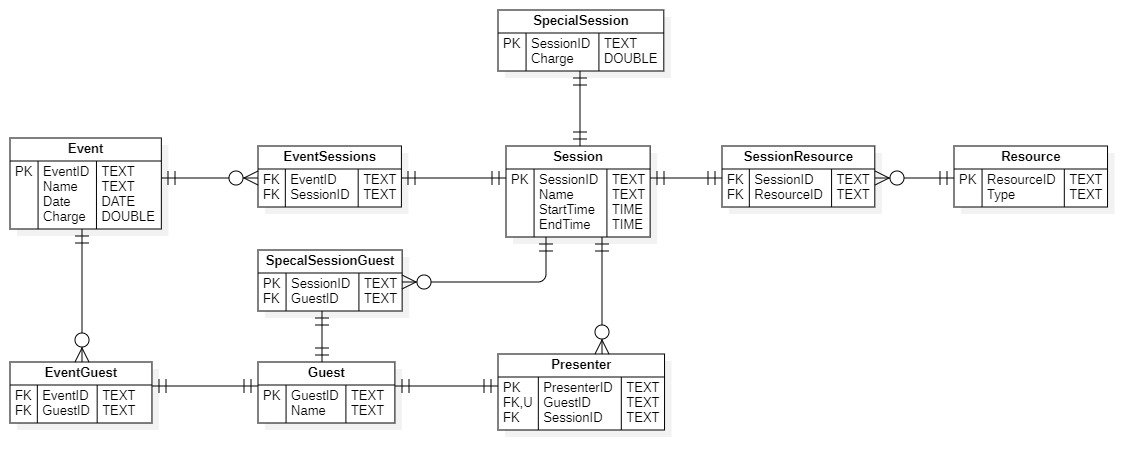 SpecialSession
PK SessionID TEXT
Charge DOUBLE
Event
PK EventID TEXT
Name TEXT
Date DATE
Charge DOUBLE
EventSessions
FK EventID TEXT
FK SessionID TEXT
Session
PK SessionID TEXT
Name TEXT
StartTime TIME
EndTime TIME
SessionResource
FK SessionID TEXT
FK ResourceID TEXT
Resource
PK ResourceID TEXT
Type TEXT
SpecalSessionGuest
PK SessionID TEXT
FK GuestID TEXT
EventGuest
FK EventID TEXT
FK GuestID TEXT
Guest
PK GuestID TEXT
Name TEXT
Presenter
PK PresenterID TEXT
FK,U GuestID TEXT
FK SessionID TEXT